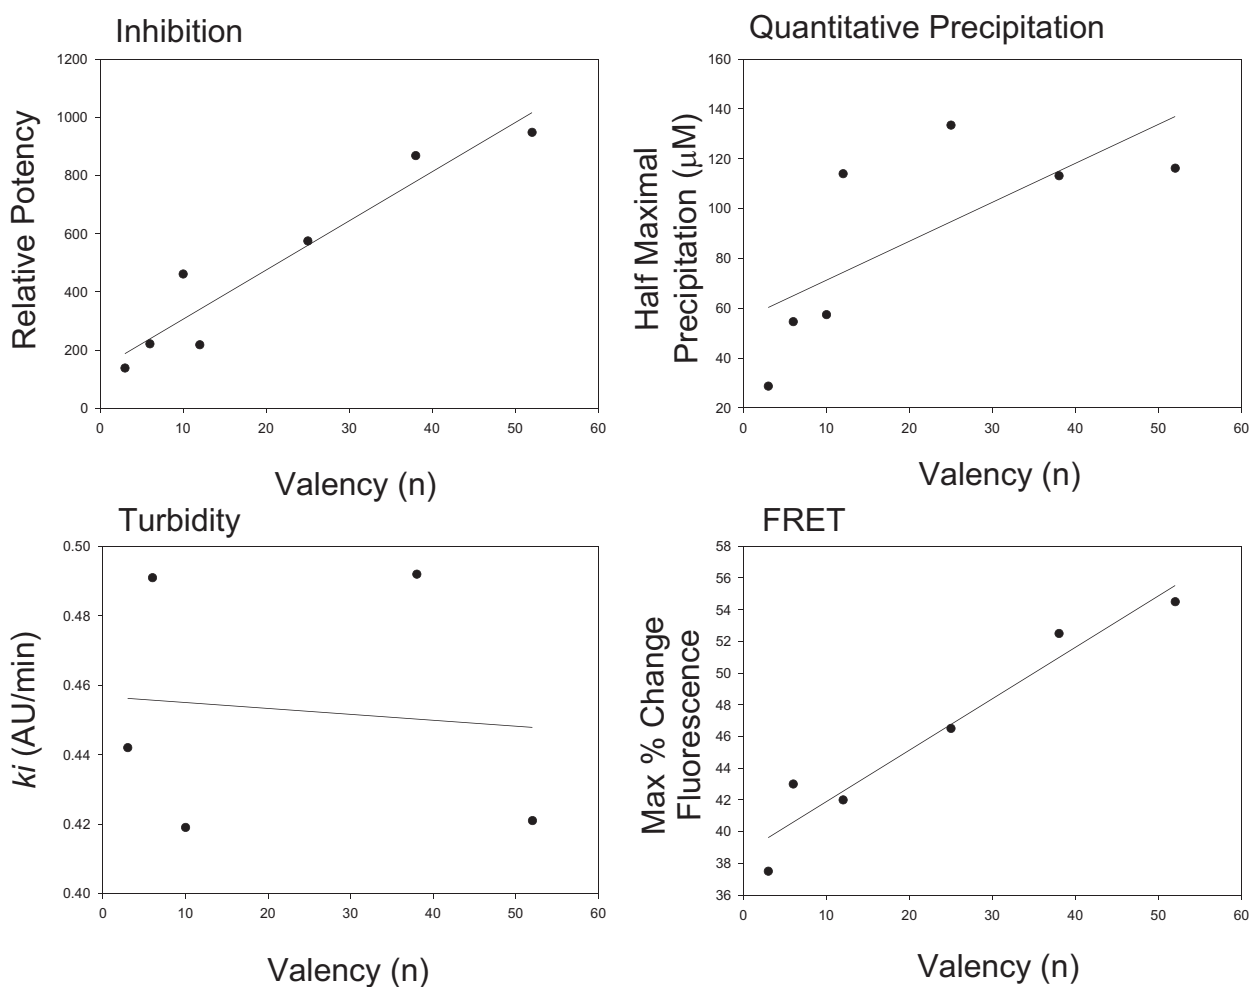 Inhibition
Relative Potency
1200
1000
800
600
400
200
0
0 10 20 30 40 50 60
Valency (n)
Quantitative Precipitation
Half Maximal
Precipitation (μM)
160
140
120
100
80
60
40
20
0 10 20 30 40 50 60
Valency (n)
Turbidity
ki (AU/min)
0.50
0.48
0.46
0.44
0.42
0.40
0 10 20 30 40 50 60
Valency (n)
FRET
Max % Change
Fluorescence
58
56
54
52
50
48
46
44
42
40
38
36
0 10 20 30 40 50 60
Valency (n)